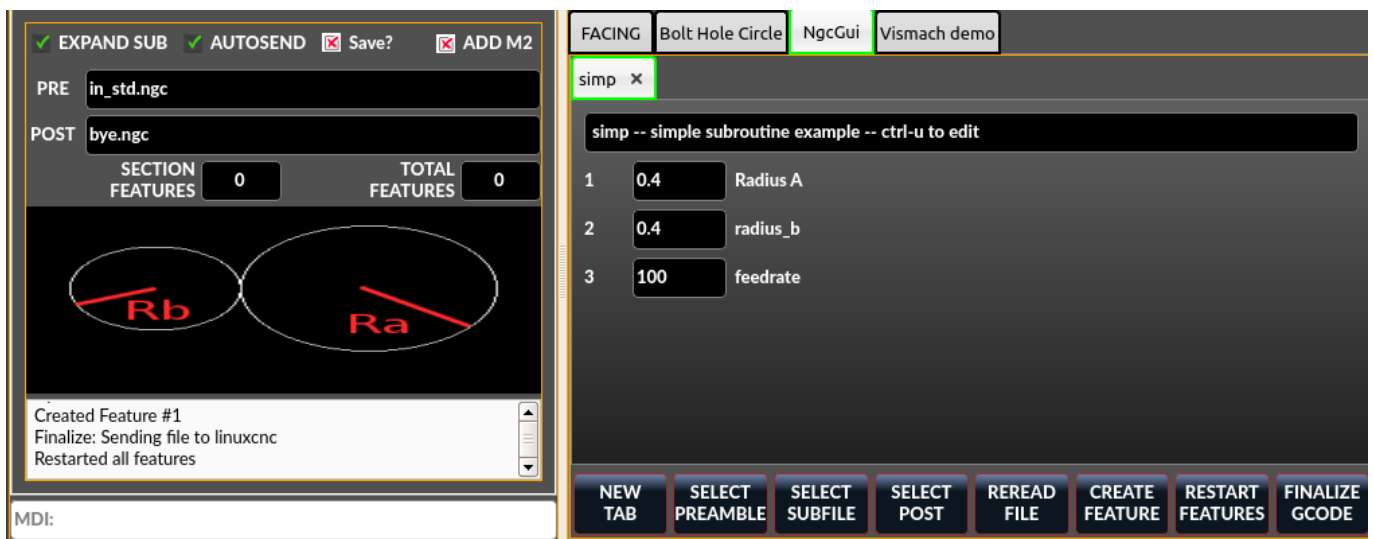 EXPAND SUB AUTOSEND Save? ADD M2
PRE in_std.ngc
POST bye.ngc
SECTION FEATURES 0 TOTAL FEATURES 0
Rb
Ra
Created Feature #1
Finalize: Sending file to linuxcnc
Restarted all features
MDI:
FACING Bolt Hole Circle NgcGui Vismach demo
simp ×
simp -- simple subroutine example -- ctrl-u to edit
1 0.4 Radius A
2 0.4 radius_b
3 100 feedrate
NEW TAB
SELECT PREAMBLE
SELECT SUBFILE
SELECT POST
REREAD FILE
CREATE FEATURE
RESTART FEATURES
FINALIZE GCODE